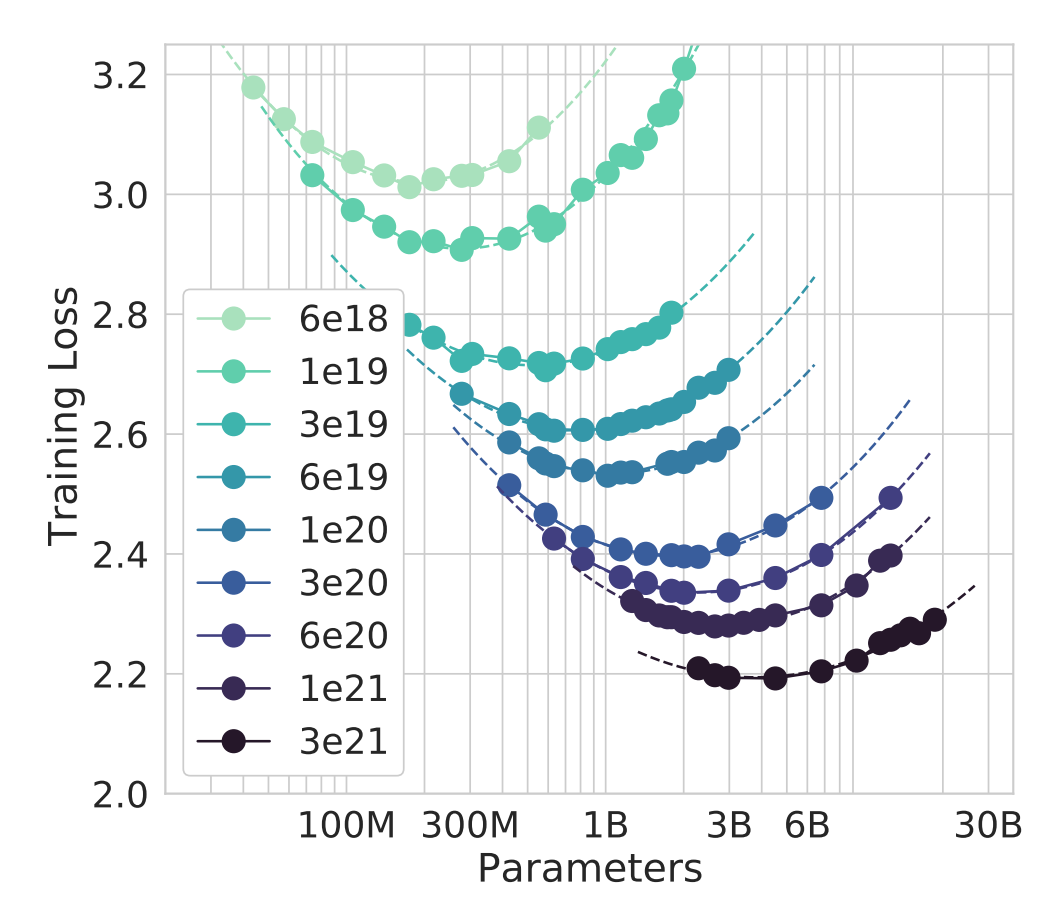 3.2
3.0
2.8
2.6
2.4
2.2
2.0
Training Loss
6e18
1e19
3e19
6e19
1e20
3e20
6e20
1e21
3e21
100M 300M 1B 3B 6B 30B
Parameters